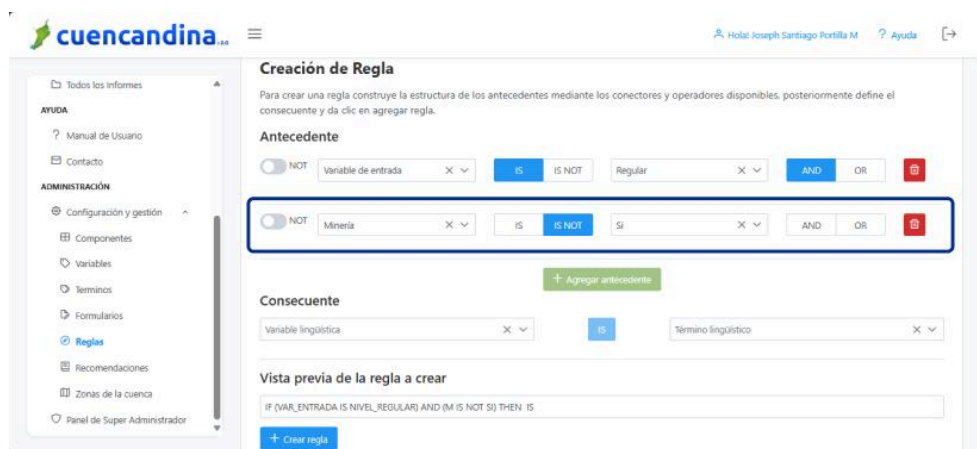 cuencandina
Hola! Joseph Santiago Portilla M
? Ayuda
Todos los Informes
AYUDA
? Manual de Usuario
Contacto
ADMINISTRACIÓN
Configuración y gestión
Componentes
Variables
Terminos
Formularios
Reglas
Recomendaciones
Zonas de la cuenca
Panel de Super Administrador
Creación de Regla
Para crear una regla construye la estructura de los antecedentes mediante los conectores y operadores disponibles, posteriormente define el
consecuente y da clic en agregar regla.
Antecedente
NOT Variable de entrada IS IS NOT Regular AND OR
NOT Minería IS IS NOT Si AND OR
+ Agregar antecedente
Consecuente
Variable lingüística IS Término lingüístico
Vista previa de la regla a crear
IF (VAR_ENTRADA IS NIVEL_REGULAR) AND (M IS NOT SI) THEN IS
+ Crear regla